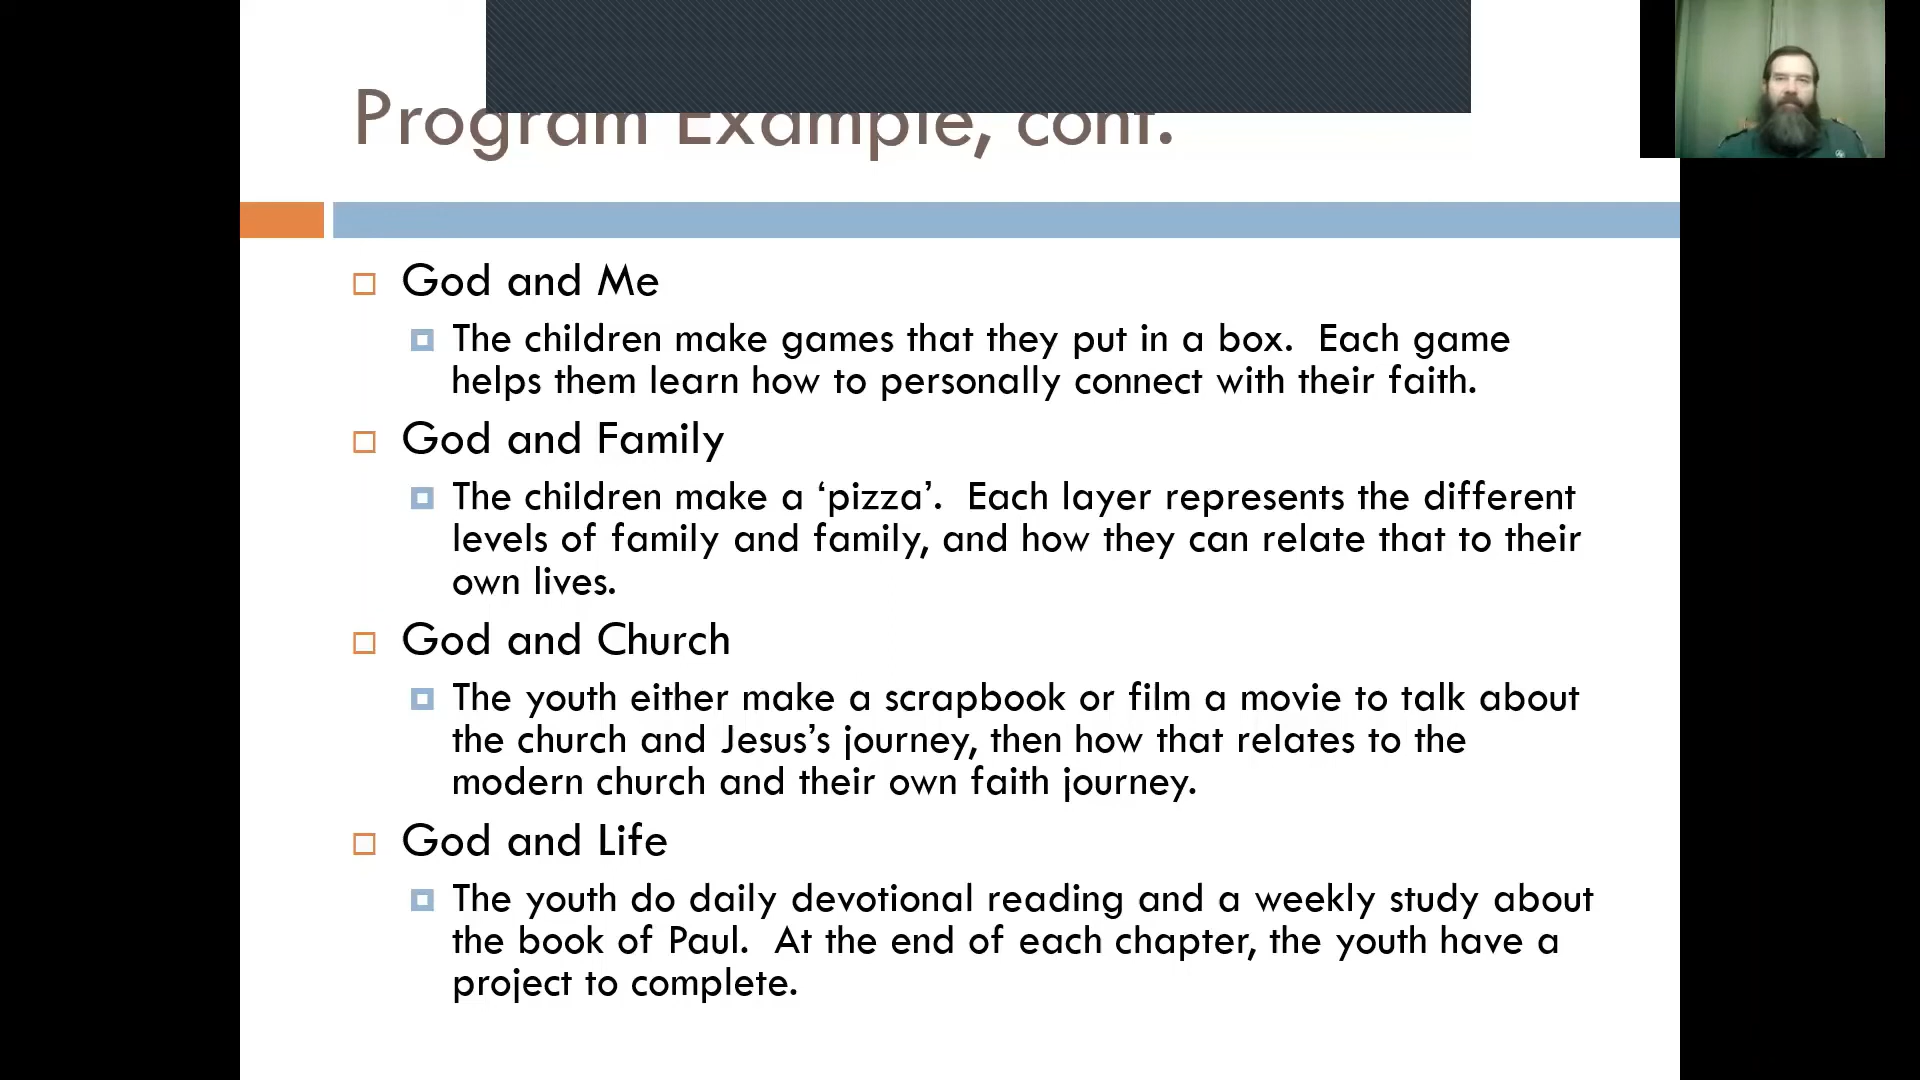 Program Example, cont.
God and Me
The children make games that they put in a box. Each game
helps them learn how to personally connect with their faith.
God and Family
The children make a ‘pizza’. Each layer represents the different
levels of family and family, and how they can relate that to their
own lives.
God and Church
The youth either make a scrapbook or film a movie to talk about
the church and Jesus’s journey, then how that relates to the
modern church and their own faith journey.
God and Life
The youth do daily devotional reading and a weekly study about
the book of Paul. At the end of each chapter, the youth have a
project to complete.